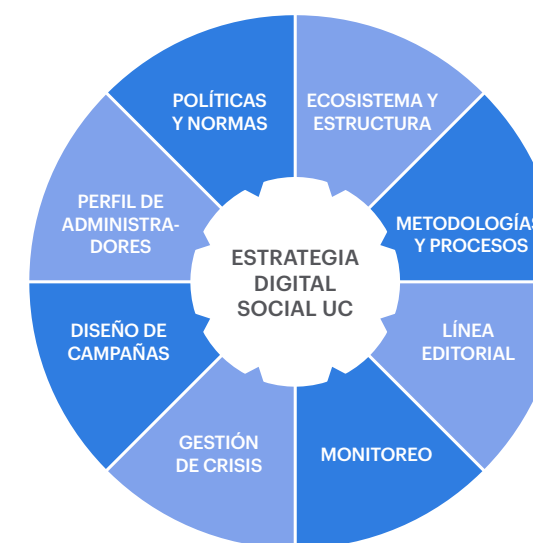 POLÍTICAS
Y NORMAS
ECOSISTEMA Y
ESTRUCTURA
PERFIL DE
ADMINISTRA-
DORES
METODOLOGÍAS
Y PROCESOS
ESTRATEGIA
DIGITAL
SOCIAL UC
DISEÑO DE
CAMPAÑAS
LÍNEA
EDITORIAL
GESTIÓN
DE CRISIS
MONITOREO